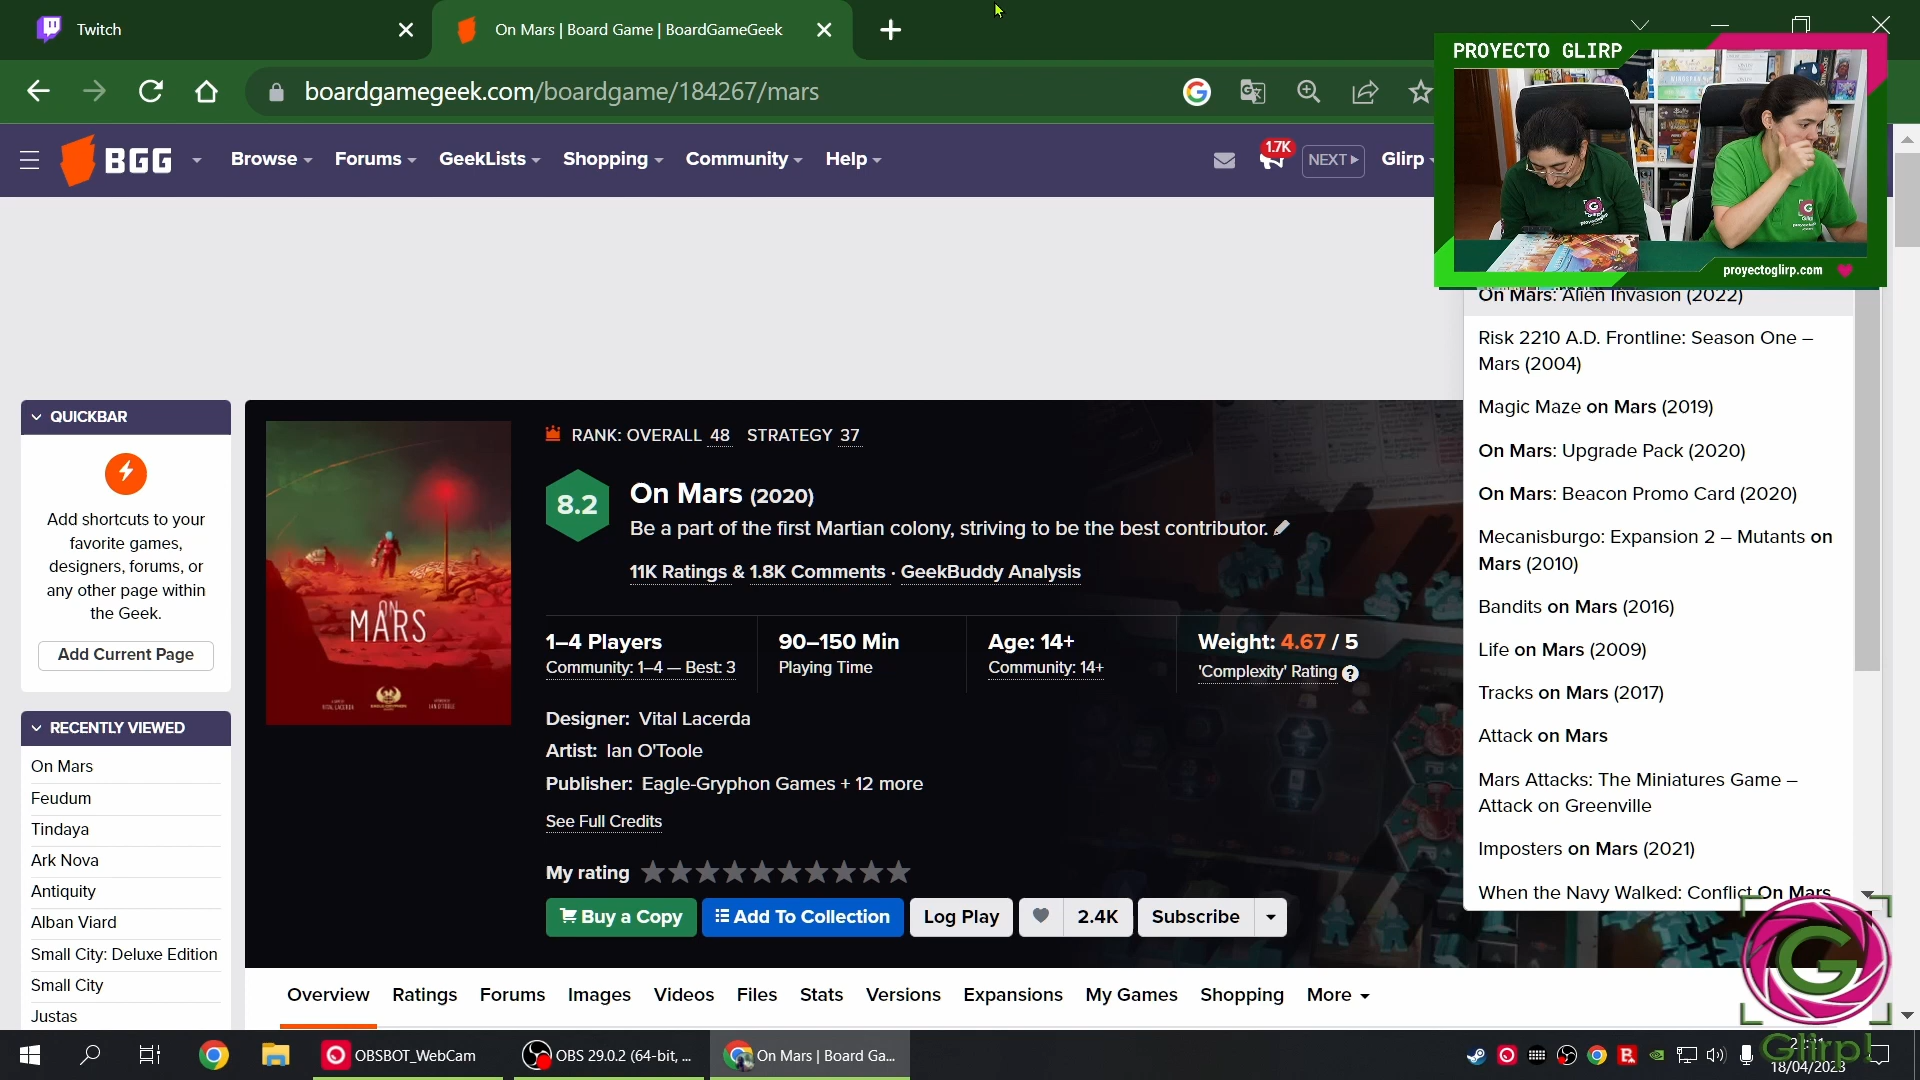 Twitch
On Mars | Board Game | BoardGameGeek
PROYECTO GLIRP
boardgamegeek.com/boardgame/184267/mars
BGG
Browse
Forums
GeekLists
Shopping
Community
Help
1.7K
NEXT
Glirp
proyectoglirp.com
On Mars: Alien Invasion (2022)
Risk 2210 A.D. Frontline: Season One –
Mars (2004)
Magic Maze on Mars (2019)
On Mars: Upgrade Pack (2020)
On Mars: Beacon Promo Card (2020)
Mecanisburgo: Expansion 2 – Mutants on
Mars (2010)
Bandits on Mars (2016)
Life on Mars (2009)
Tracks on Mars (2017)
Attack on Mars
Mars Attacks: The Miniatures Game –
Attack on Greenville
Imposters on Mars (2021)
When the Navy Walked: Conflict On Mars
QUICKBAR
Add shortcuts to your
favorite games,
designers, forums, or
any other page within
the Geek.
Add Current Page
RECENTLY VIEWED
On Mars
Feudum
Tindaya
Ark Nova
Antiquity
Alban Viard
Small City: Deluxe Edition
Small City
Justas
ON
MARS
VITAL LACERDA
IAN O'TOOLE
RANK: OVERALL 48 STRATEGY 37
8.2
On Mars (2020)
Be a part of the first Martian colony, striving to be the best contributor.
11K Ratings & 1.8K Comments · GeekBuddy Analysis
1–4 Players
Community: 1–4 — Best: 3
90–150 Min
Playing Time
Age: 14+
Community: 14+
Weight: 4.67 / 5
'Complexity' Rating
Designer: Vital Lacerda
Artist: Ian O'Toole
Publisher: Eagle-Gryphon Games + 12 more
See Full Credits
My rating
Buy a Copy
Add To Collection
Log Play
2.4K
Subscribe
Overview
Ratings
Forums
Images
Videos
Files
Stats
Versions
Expansions
My Games
Shopping
More
G
Glirp!
OBSBOT_WebCam
OBS 29.0.2 (64-bit, ...
On Mars | Board Ga...
18/04/2023